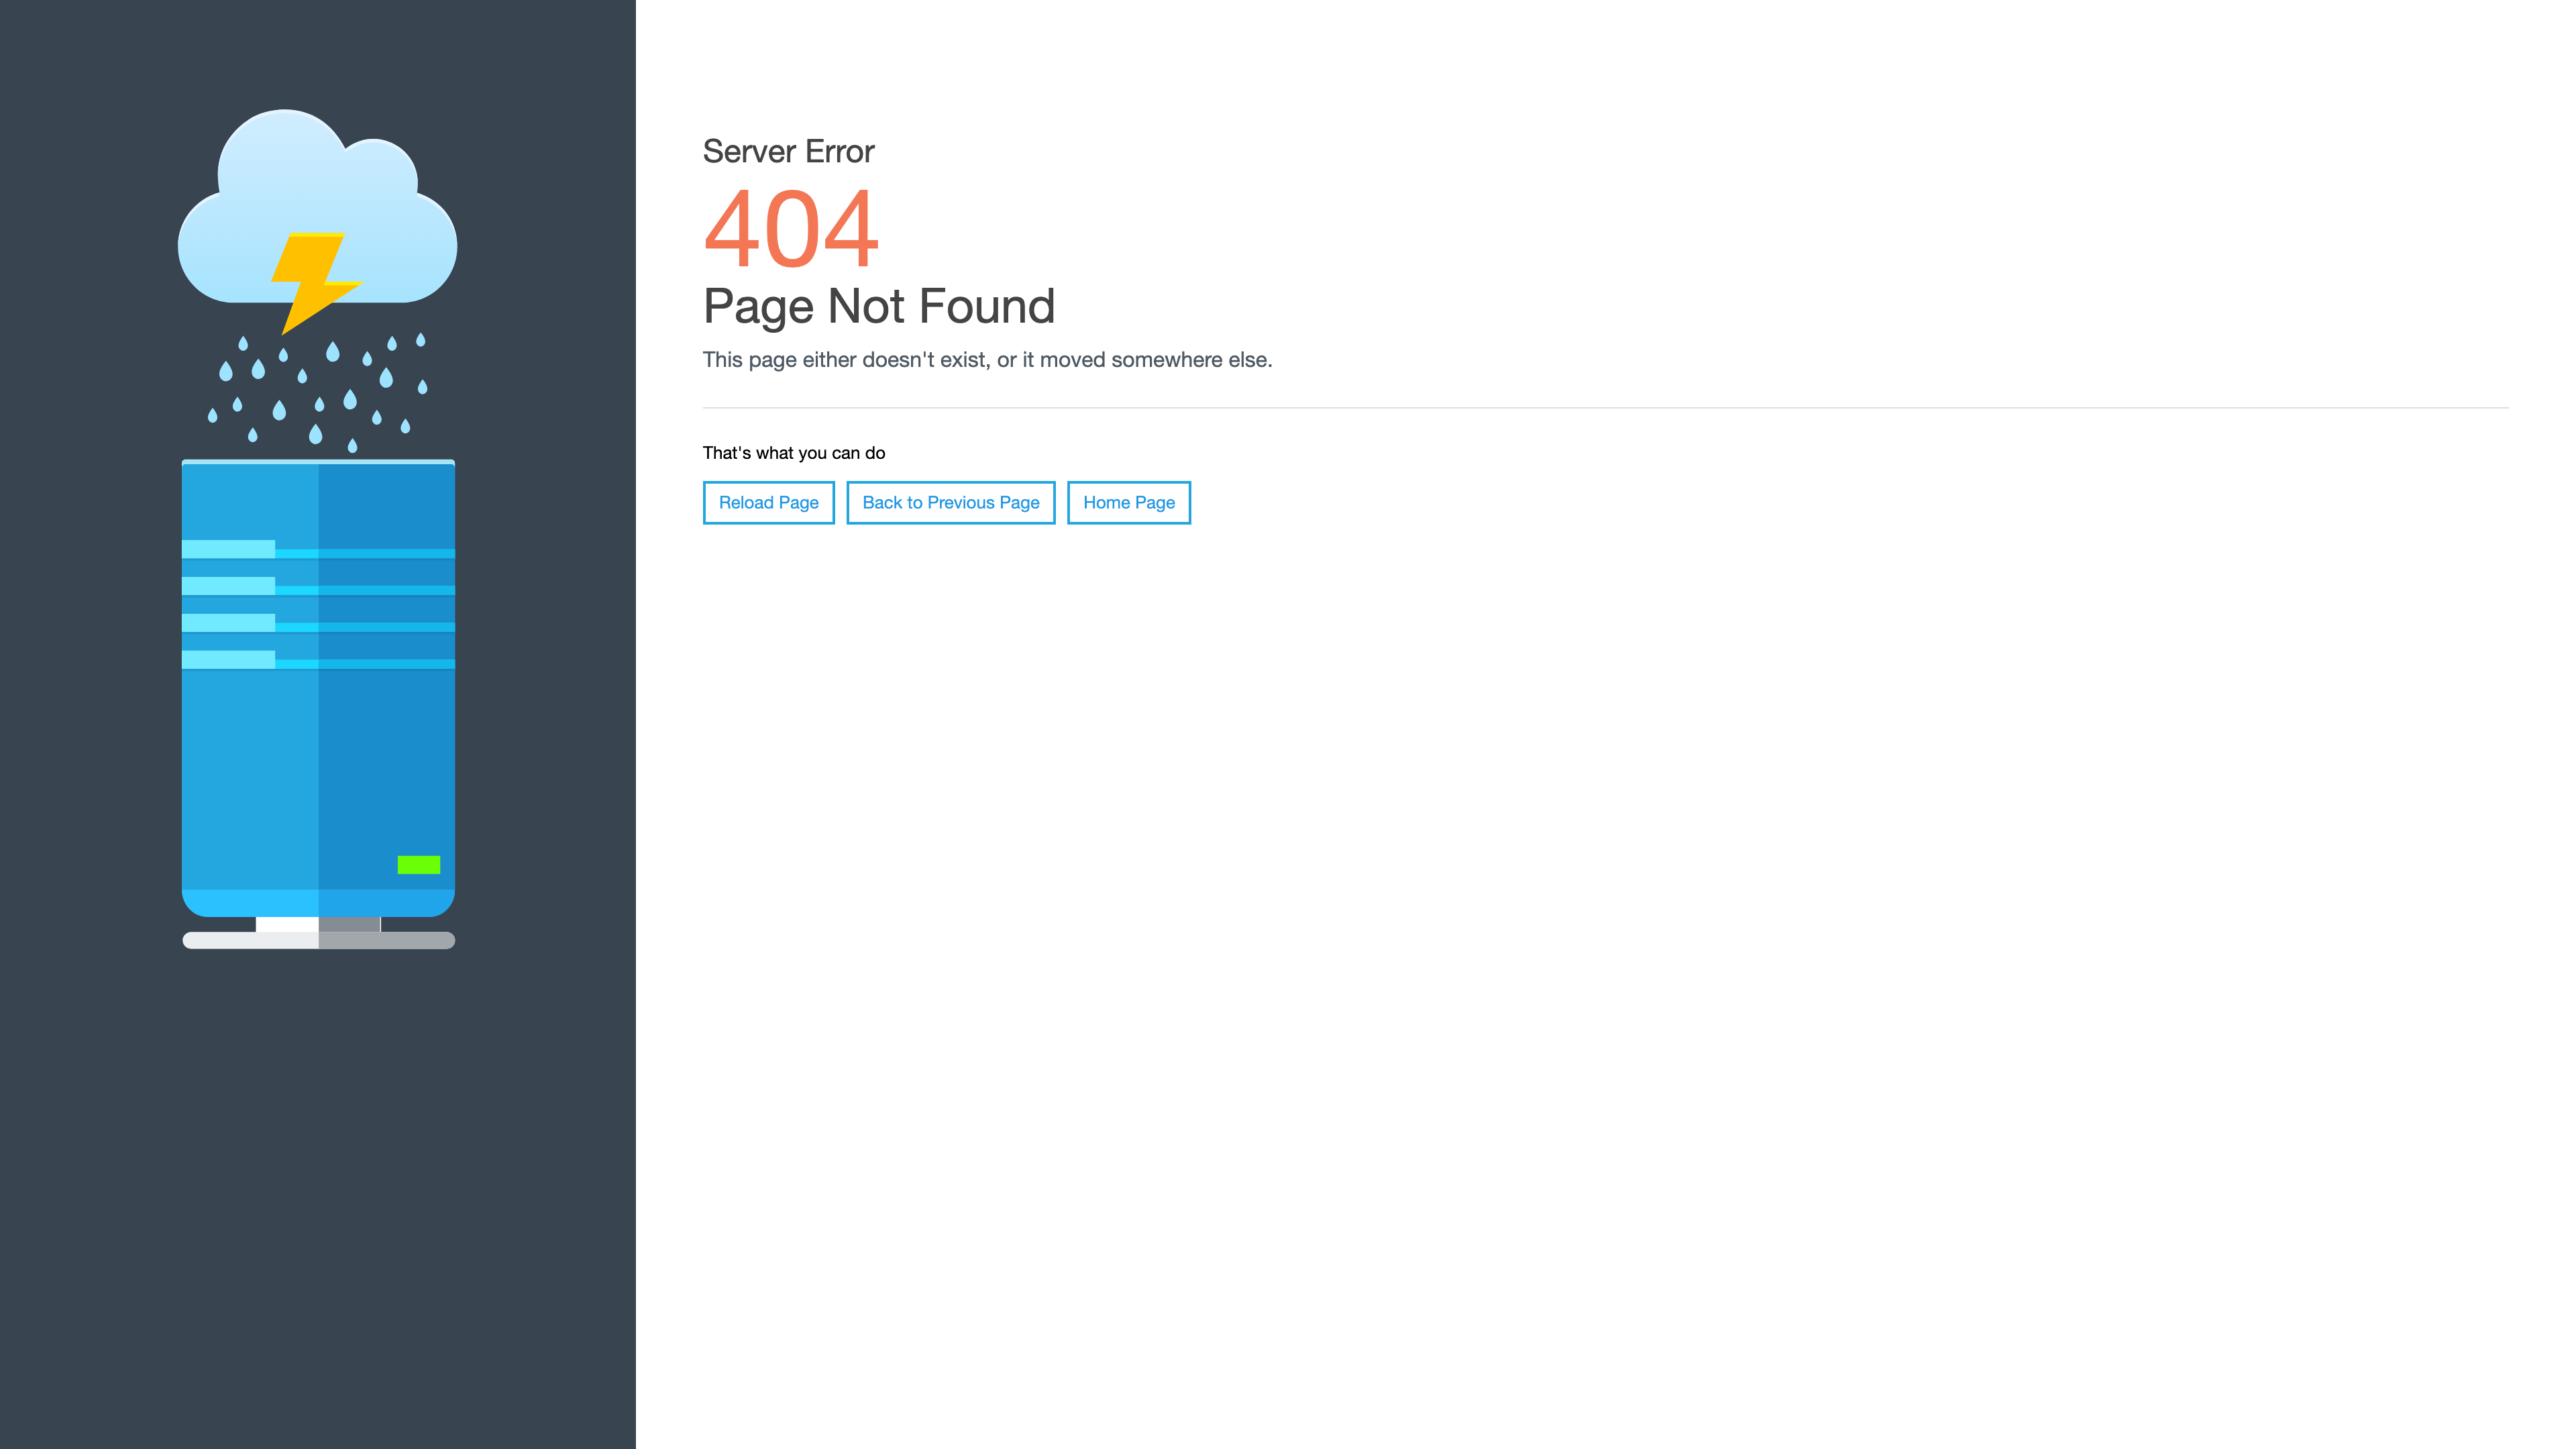 Server Error
404
Page Not Found
This page either doesn't exist, or it moved somewhere else.
That's what you can do
Reload Page
Back to Previous Page
Home Page